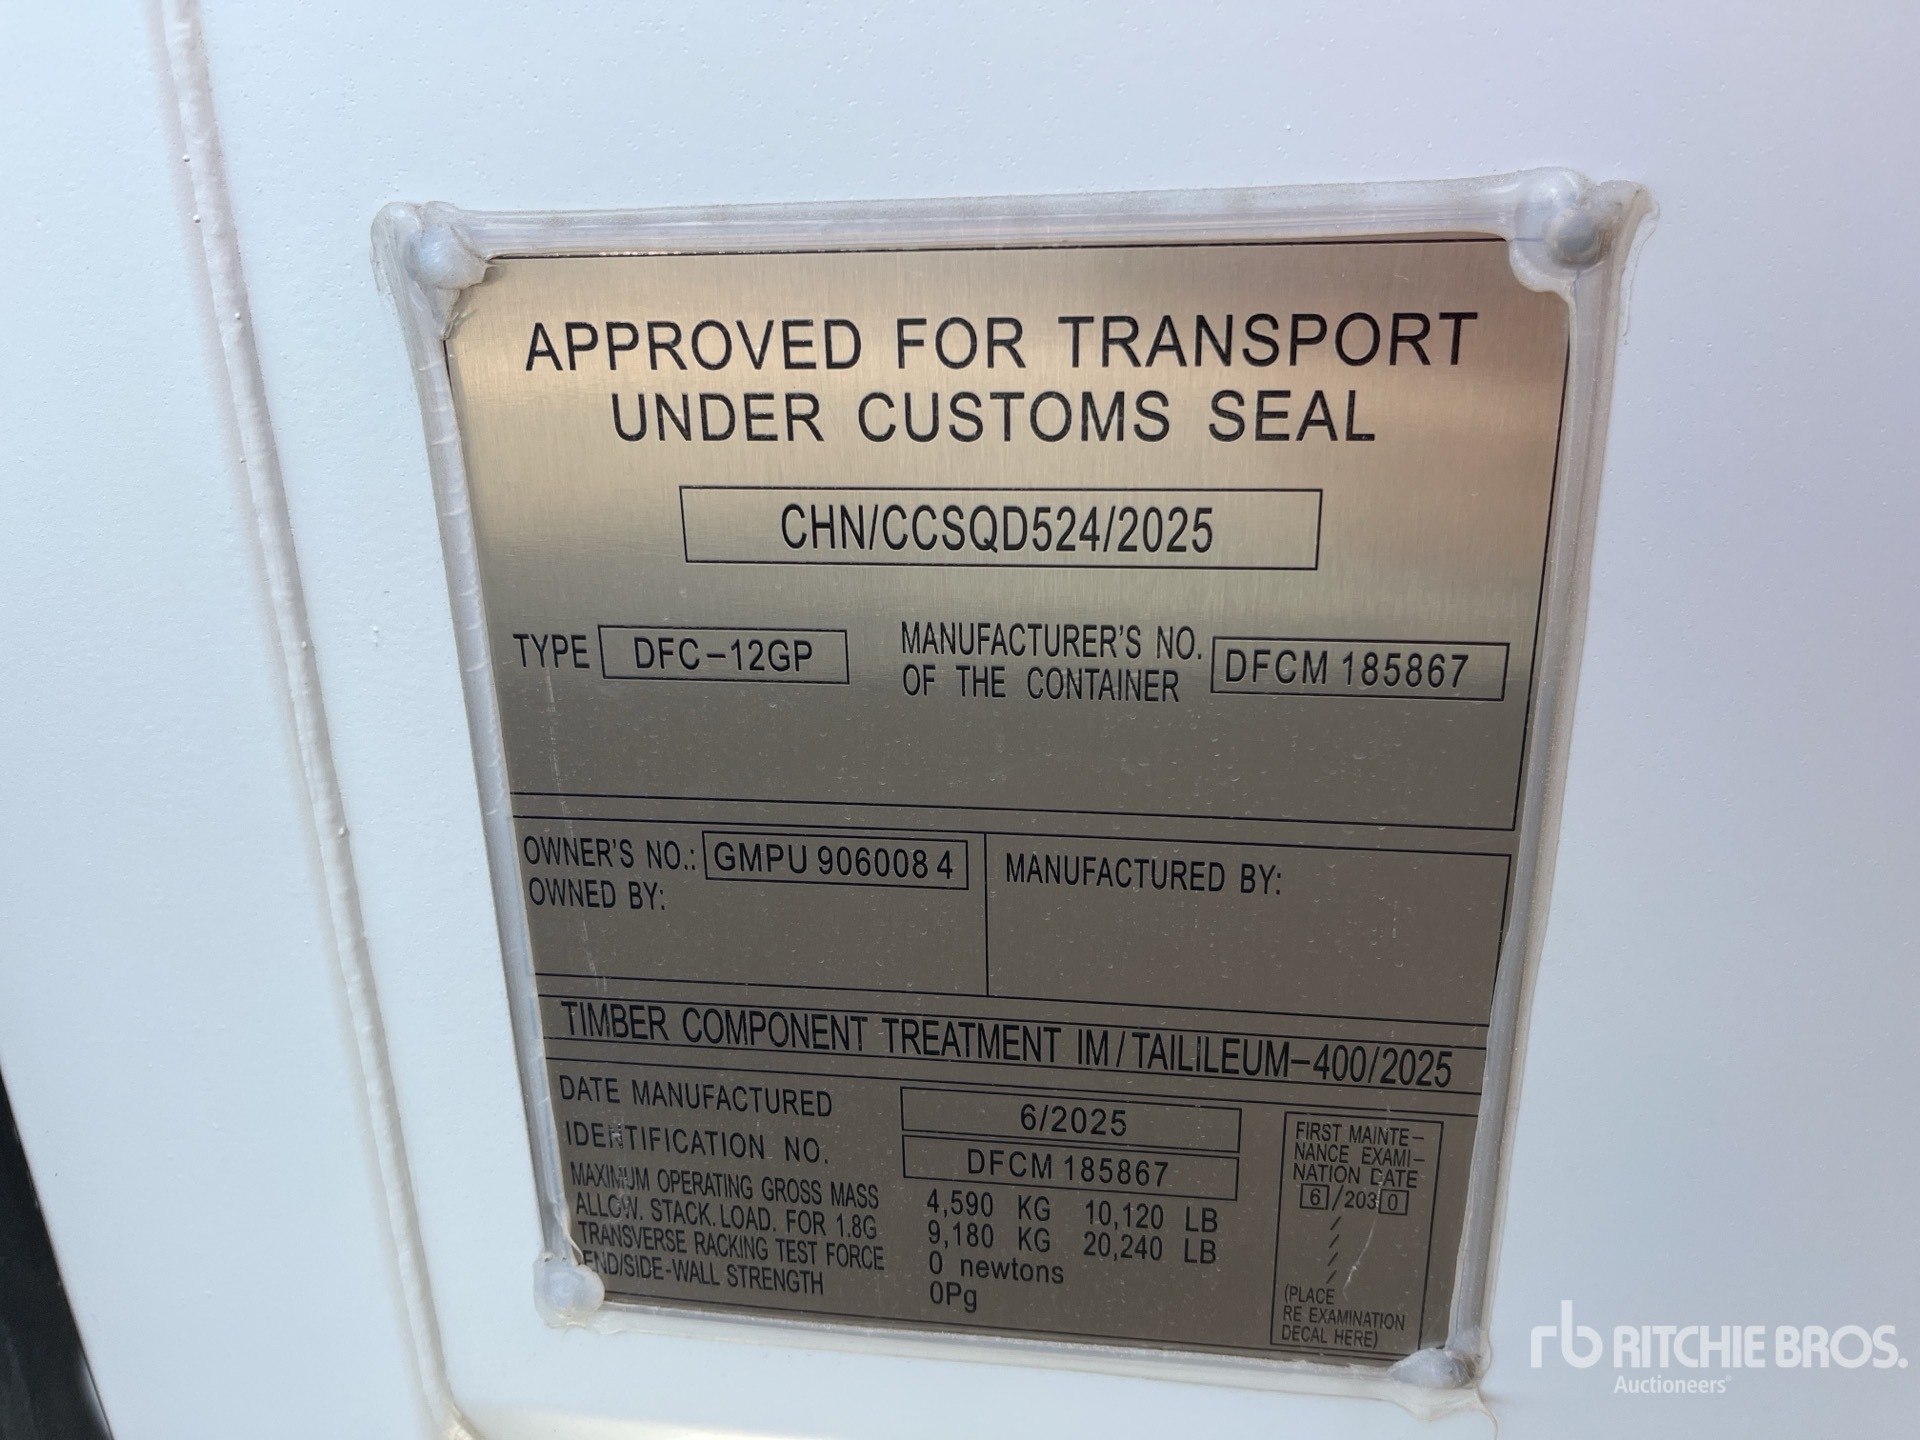 APPROVED FOR TRANSPORT
UNDER CUSTOMS SEAL
CHN/CCSQD524/2025
TYPE DFC-12GP
MANUFACTURER'S NO.
OF THE CONTAINER
DFCM 185867
OWNER'S NO.: GMPU 906008 4
OWNED BY:
MANUFACTURED BY:
TIMBER COMPONENT TREATMENT IM/TAILILEUM-400/2025
DATE MANUFACTURED 6/2025
IDENTIFICATION NO. DFCM 185867
MAXIMUM OPERATING GROSS MASS 4,590 KG 10,120 LB
ALLOW. STACK. LOAD. FOR 1.8G 9,180 KG 20,240 LB
TRANSVERSE RACKING TEST FORCE 0 newtons
END/SIDE-WALL STRENGTH 0Pg
FIRST MAINTE-
NANCE EXAMI-
NATION DATE
6/2030
/
/
/
/
(PLACE
RE EXAMINATION
DECAL HERE)
rb RITCHIE BROS.
Auctioneers